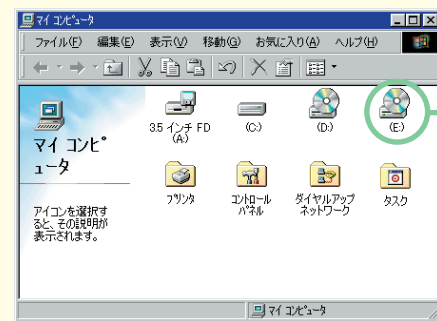 マイ コンピュータ
ファイル(F) 編集(E) 表示(V) 移動(G) お気に入り(A) ヘルプ(H)
マイ コンピ
ュータ
アイコンを選択す
ると、その説明が
表示されます。
3.5 インチ FD
(A:)
(C:)
(D:)
(E:)
プリンタ
コントロール
パネル
ダイヤルアップ
ネットワーク
タスク
マイ コンピュータ